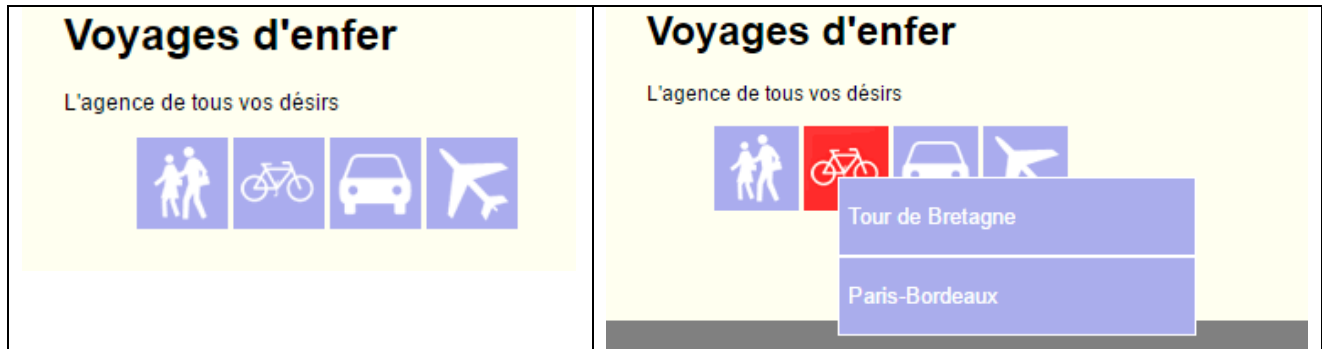 Voyages d'enfer
L'agence de tous vos désirs
Voyages d'enfer
L'agence de tous vos désirs
Tour de Bretagne
Paris-Bordeaux